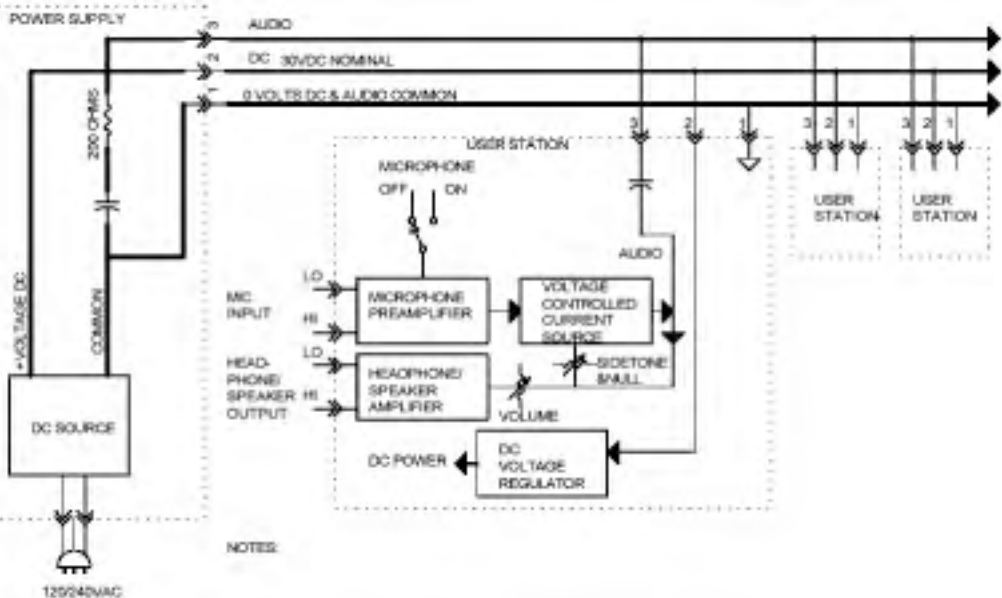 POWER SUPPLY
3
AUDIO
2
DC 30VDC NOMINAL
1
0 VOLTS DC & AUDIO COMMON
200 OHMS
+VOLTAGE DC
COMMON
DC SOURCE
120/240VAC
3
2
1
USER STATION
MICROPHONE
OFF
ON
AUDIO
MIC
INPUT
LO
HI
MICROPHONE
PREAMPLIFIER
VOLTAGE
CONTROLLED
CURRENT
SOURCE
HEAD-
PHONE/
SPEAKER
OUTPUT
LO
HI
HEADPHONE/
SPEAKER
AMPLIFIER
SIDETONE
&NULL
VOLUME
DC POWER
DC
VOLTAGE
REGULATOR
3
2
1
USER
STATION
3
2
1
USER
STATION
NOTES: